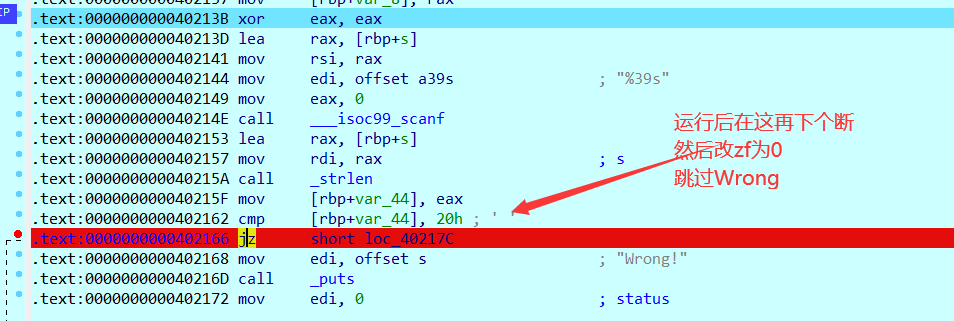 .text:0000000000402137 mov [rbp+var_8], rax
IP
.text:000000000040213B xor eax, eax
.text:000000000040213D lea rax, [rbp+s]
.text:0000000000402141 mov rsi, rax
.text:0000000000402144 mov edi, offset a39s ; "%39s"
.text:0000000000402149 mov eax, 0
.text:000000000040214E call ___isoc99_scanf
.text:0000000000402153 lea rax, [rbp+s]
.text:0000000000402157 mov rdi, rax ; s
.text:000000000040215A call _strlen
.text:000000000040215F mov [rbp+var_44], eax
.text:0000000000402162 cmp [rbp+var_44], 20h ; ' '
.text:0000000000402166 jz short loc_40217C
.text:0000000000402168 mov edi, offset s ; "Wrong!"
.text:000000000040216D call _puts
.text:0000000000402172 mov edi, 0 ; status
运行后在这再下个断
然后改zf为0
跳过Wrong